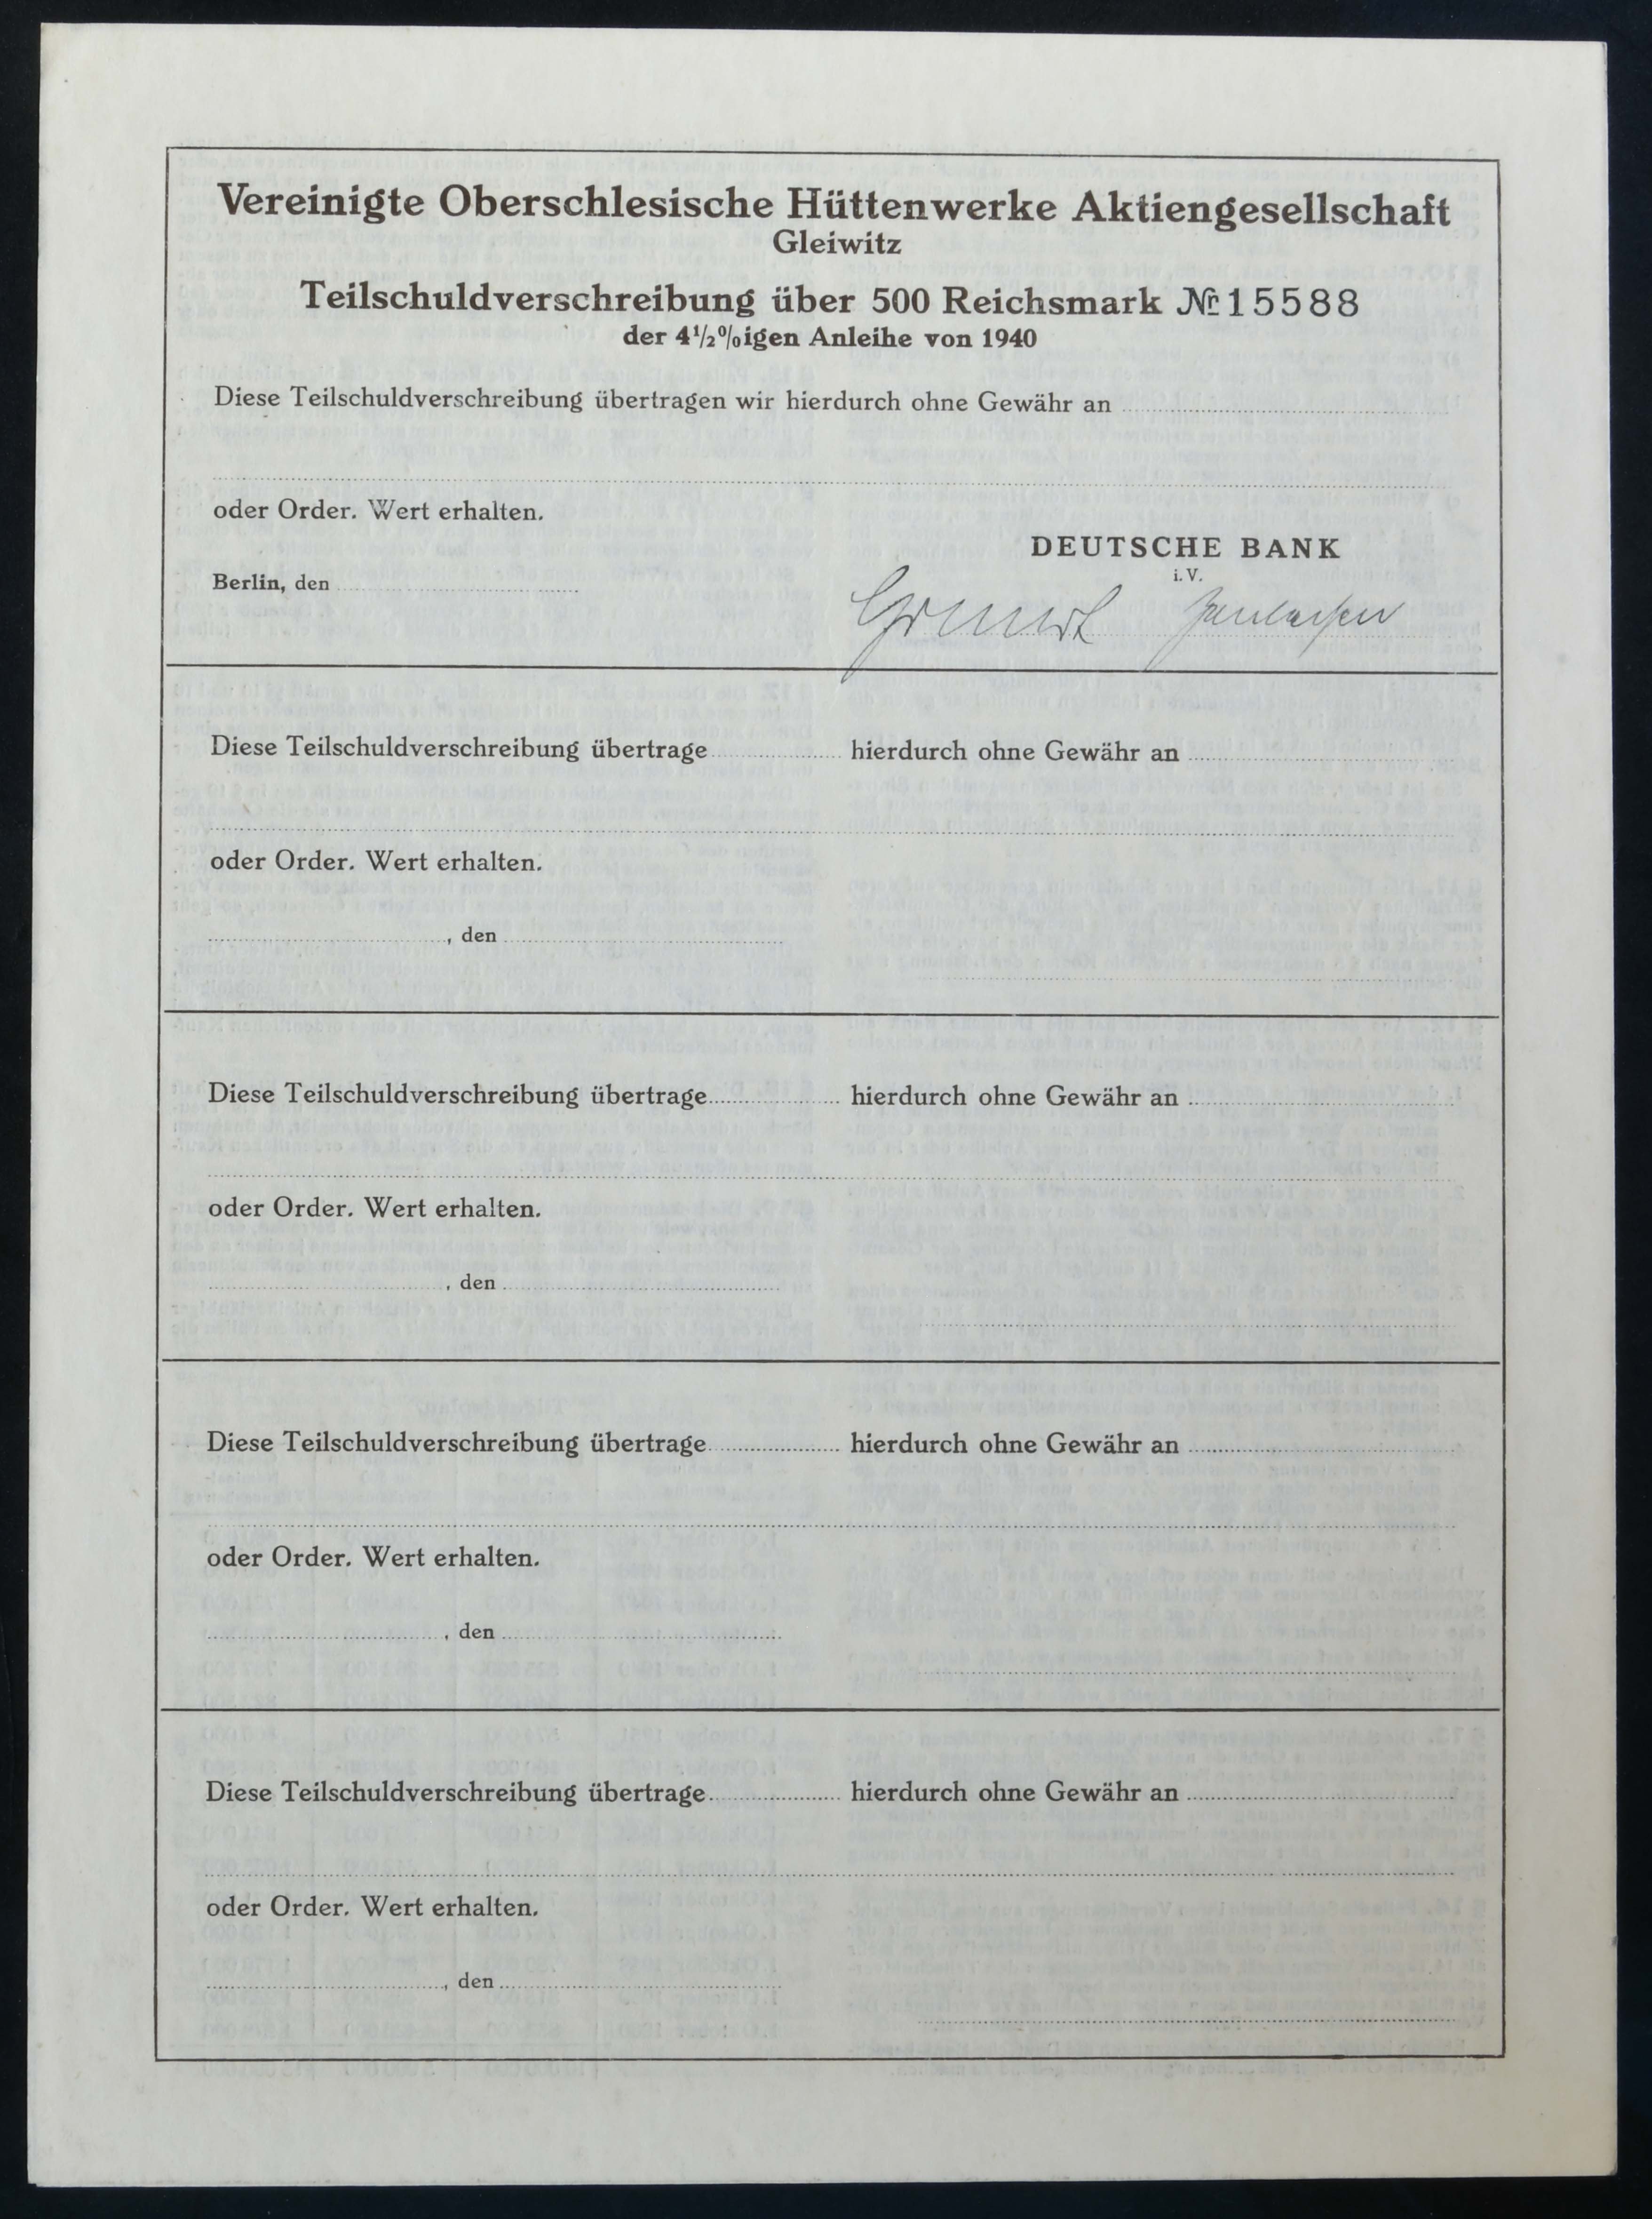 Vereinigte Oberschlesische Hüttenwerke Aktiengesellschaft
Gleiwitz
Teilschuldverschreibung über 500 Reichsmark № 15588
der 4½%igen Anleihe von 1940
Diese Teilschuldverschreibung übertragen wir hierdurch ohne Gewähr an
oder Order. Wert erhalten.
DEUTSCHE BANK
i. V.
Berlin, den
Diese Teilschuldverschreibung übertrage hierdurch ohne Gewähr an
oder Order. Wert erhalten.
, den
Diese Teilschuldverschreibung übertrage hierdurch ohne Gewähr an
oder Order. Wert erhalten.
, den
Diese Teilschuldverschreibung übertrage hierdurch ohne Gewähr an
oder Order. Wert erhalten.
, den
Diese Teilschuldverschreibung übertrage hierdurch ohne Gewähr an
oder Order. Wert erhalten.
, den